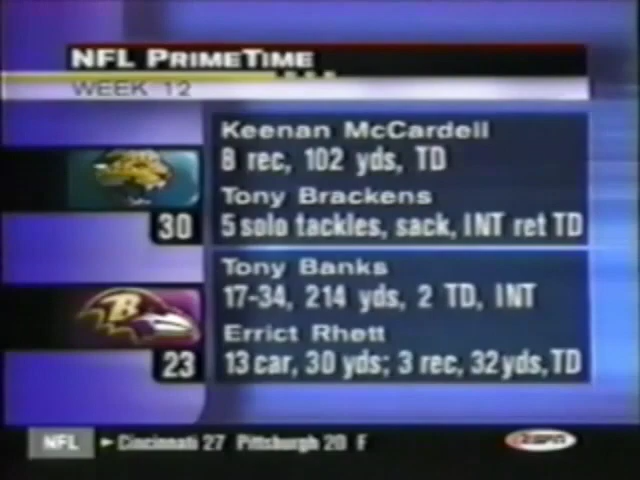 NFL PRIMETIME
WEEK 12
Keenan McCardell
8 rec, 102 yds, TD
Tony Brackens
30
5 solo tackles, sack, INT ret TD
Tony Banks
17-34, 214 yds, 2 TD, INT
Errict Rhett
23
13 car, 30 yds; 3 rec, 32 yds, TD
NFL Cincinnati 27 Pittsburgh 20 F
ESPN